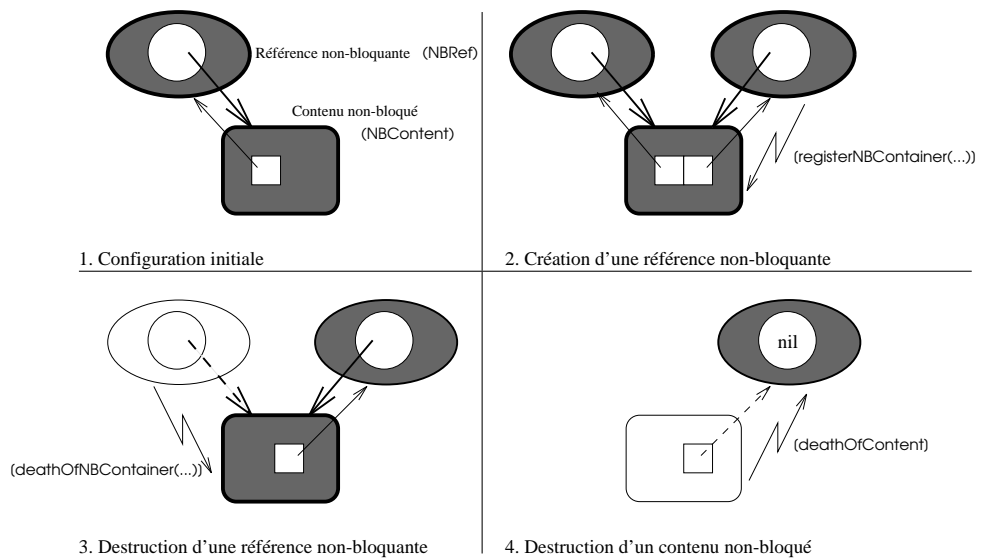 Référence non-bloquante (NBRef)
Contenu non-bloqué
(NBContent)
1. Configuration initiale
[registerNBContainer(...)]
2. Création d'une référence non-bloquante
[deathOfNBContainer(...)]
3. Destruction d'une référence non-bloquante
nil
[deathOfContent]
4. Destruction d'un contenu non-bloqué